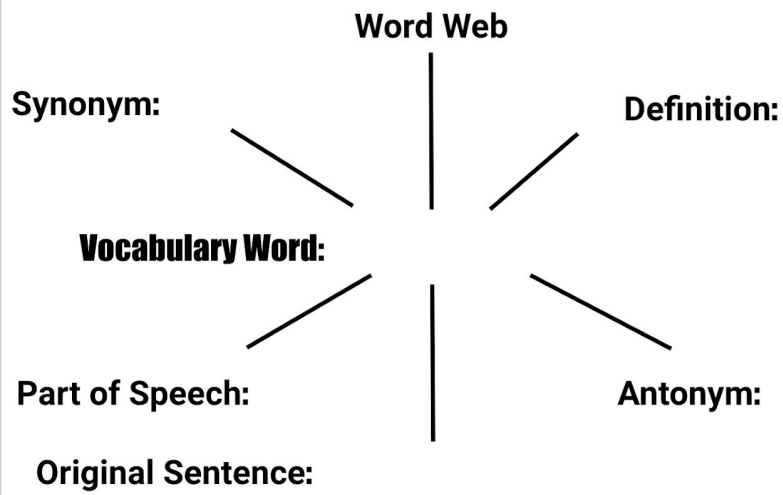 Word Web
Synonym:
Definition:
Vocabulary Word:
Part of Speech:
Antonym:
Original Sentence: